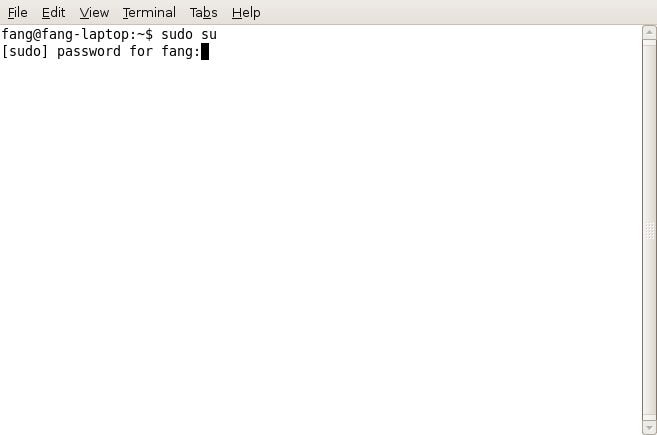 File Edit View Terminal Tabs Help
fang@fang-laptop:~$ sudo su
[sudo] password for fang: